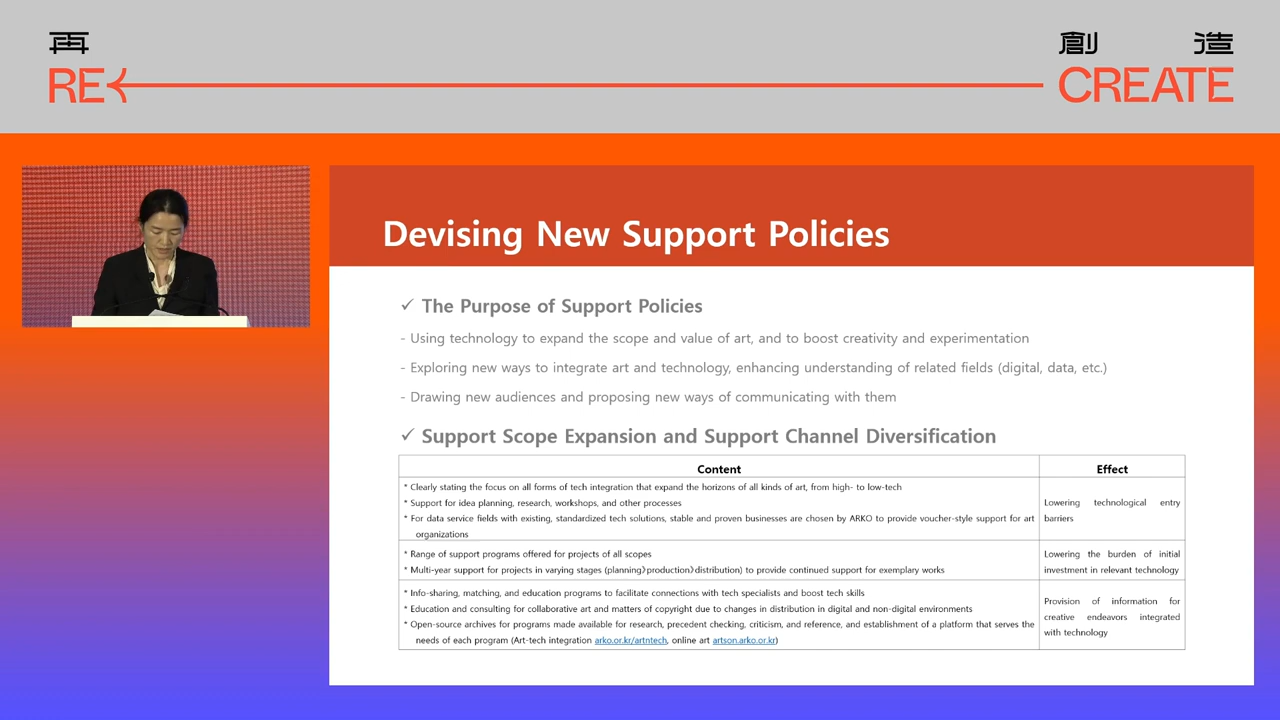 再
創 造
RE
CREATE
Devising New Support Policies
✓ The Purpose of Support Policies
- Using technology to expand the scope and value of art, and to boost creativity and experimentation
- Exploring new ways to integrate art and technology, enhancing understanding of related fields (digital, data, etc.)
- Drawing new audiences and proposing new ways of communicating with them
✓ Support Scope Expansion and Support Channel Diversification
Content Effect
* Clearly stating the focus on all forms of tech integration that expand the horizons of all kinds of art, from high- to low-tech
* Support for idea planning, research, workshops, and other processes
* For data service fields with existing, standardized tech solutions, stable and proven businesses are chosen by ARKO to provide voucher-style support for art
organizations
Lowering technological entry
barriers
* Range of support programs offered for projects of all scopes
* Multi-year support for projects in varying stages (planning>production>distribution) to provide continued support for exemplary works
Lowering the burden of initial
investment in relevant technology
* Info-sharing, matching, and education programs to facilitate connections with tech specialists and boost tech skills
* Education and consulting for collaborative art and matters of copyright due to changes in distribution in digital and non-digital environments
* Open-source archives for programs made available for research, precedent checking, criticism, and reference, and establishment of a platform that serves the
needs of each program (Art-tech integration arko.or.kr/artntech, online art artson.arko.or.kr)
Provision of information for
creative endeavors integrated
with technology